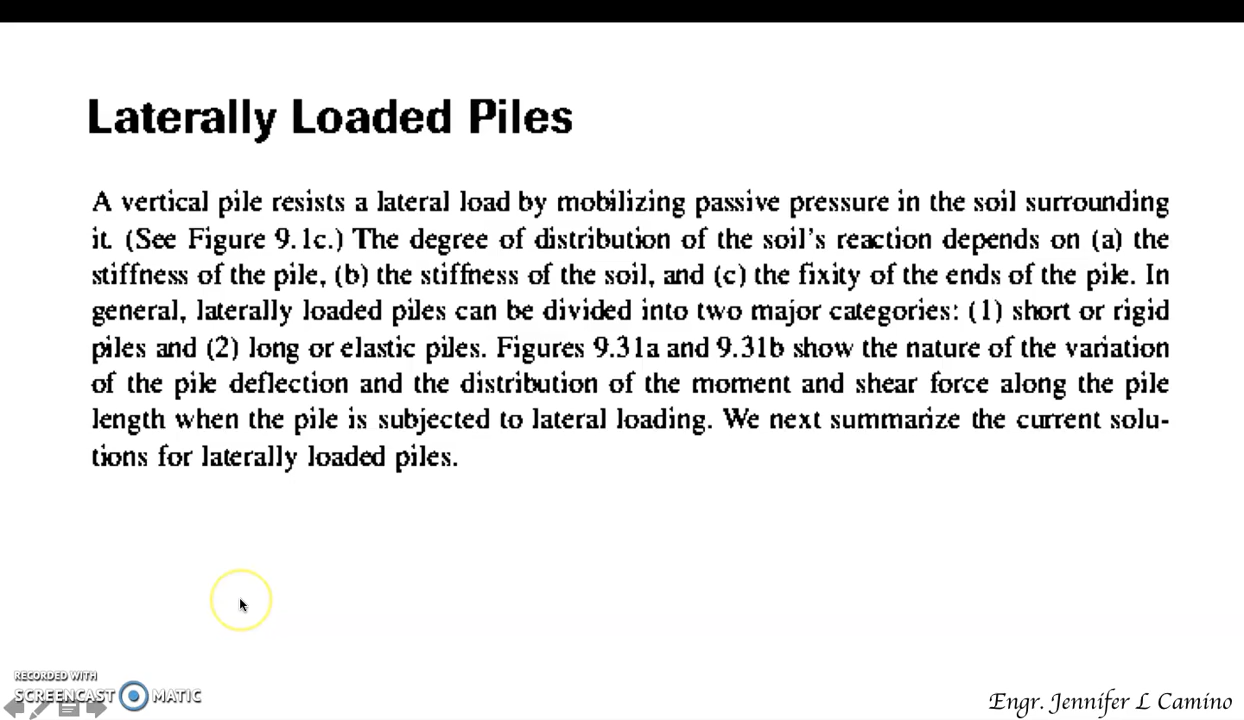 Laterally Loaded Piles
A vertical pile resists a lateral load by mobilizing passive pressure in the soil surrounding
it. (See Figure 9.1c.) The degree of distribution of the soil's reaction depends on (a) the
stiffness of the pile, (b) the stiffness of the soil, and (c) the fixity of the ends of the pile. In
general, laterally loaded piles can be divided into two major categories: (1) short or rigid
piles and (2) long or elastic piles. Figures 9.31a and 9.31b show the nature of the variation
of the pile deflection and the distribution of the moment and shear force along the pile
length when the pile is subjected to lateral loading. We next summarize the current solu-
tions for laterally loaded piles.
RECORDED WITH
SCREENCAST MATIC
Engr. Jennifer L Camino